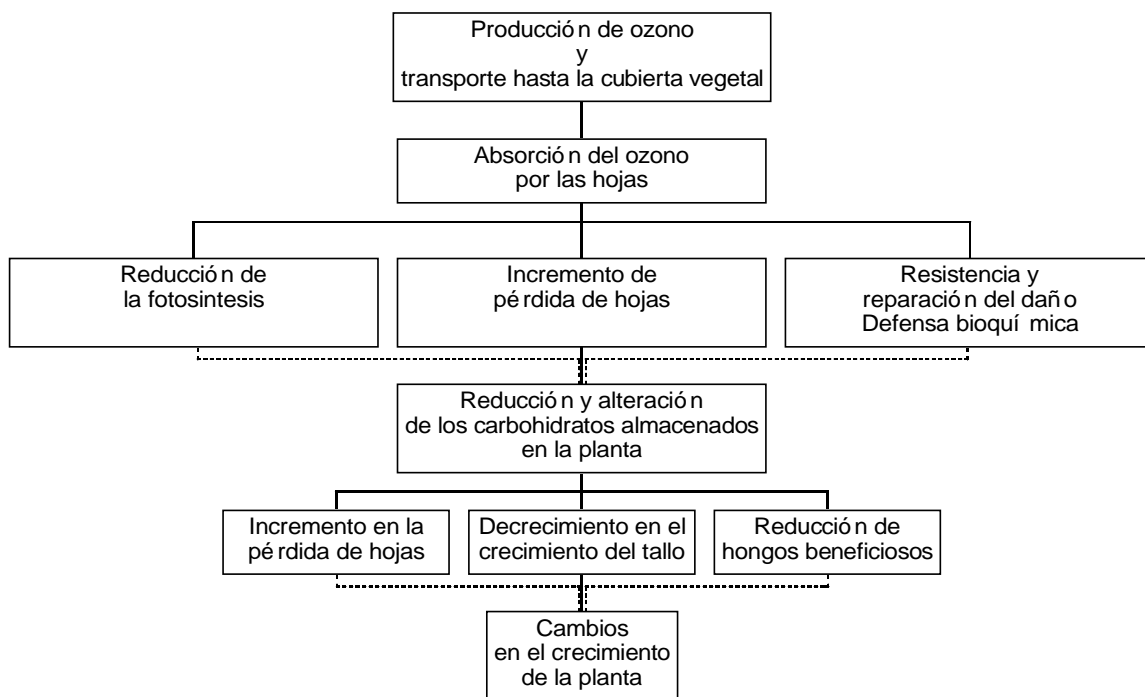 Producción de ozono
y
transporte hasta la cubierta vegetal
Absorción del ozono
por las hojas
Reducción de
la fotosintesis
Incremento de
pérdida de hojas
Resistencia y
reparación del daño
Defensa bioquí mica
Reducción y alteración
de los carbohidratos almacenados
en la planta
Incremento en la
pérdida de hojas
Decrecimiento en el
crecimiento del tallo
Reducción de
hongos beneficiosos
Cambios
en el crecimiento
de la planta